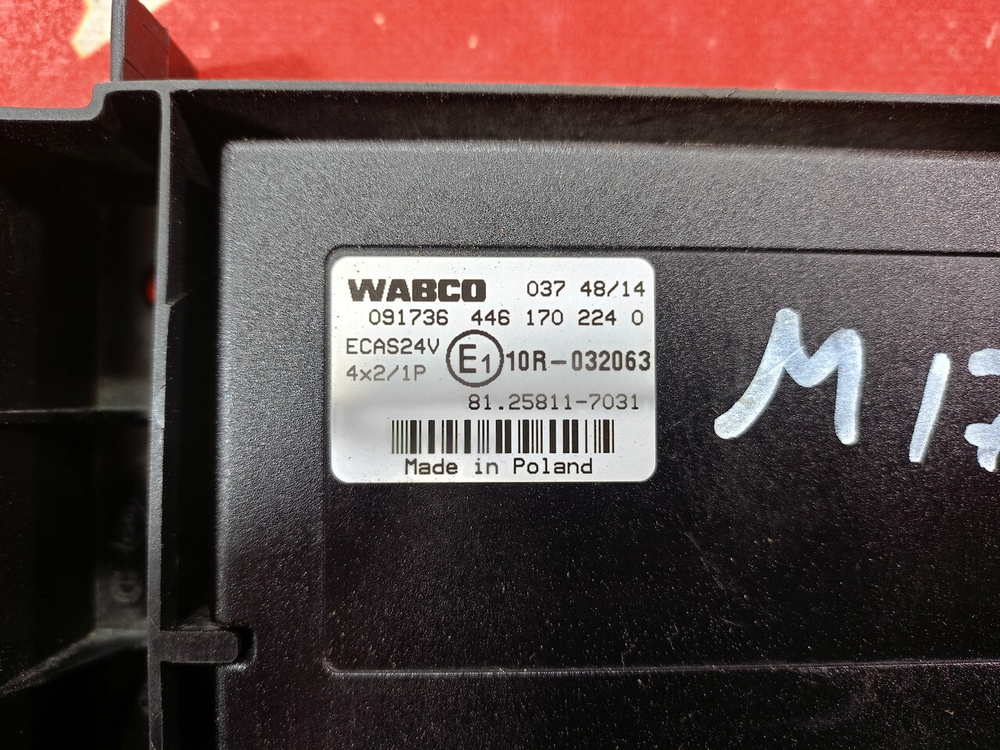 WABCO 037 48/14
091736 446 170 224 0
ECAS24V
4x2/1P
E1 10R-032063
81.25811-7031
Made in Poland
M 17